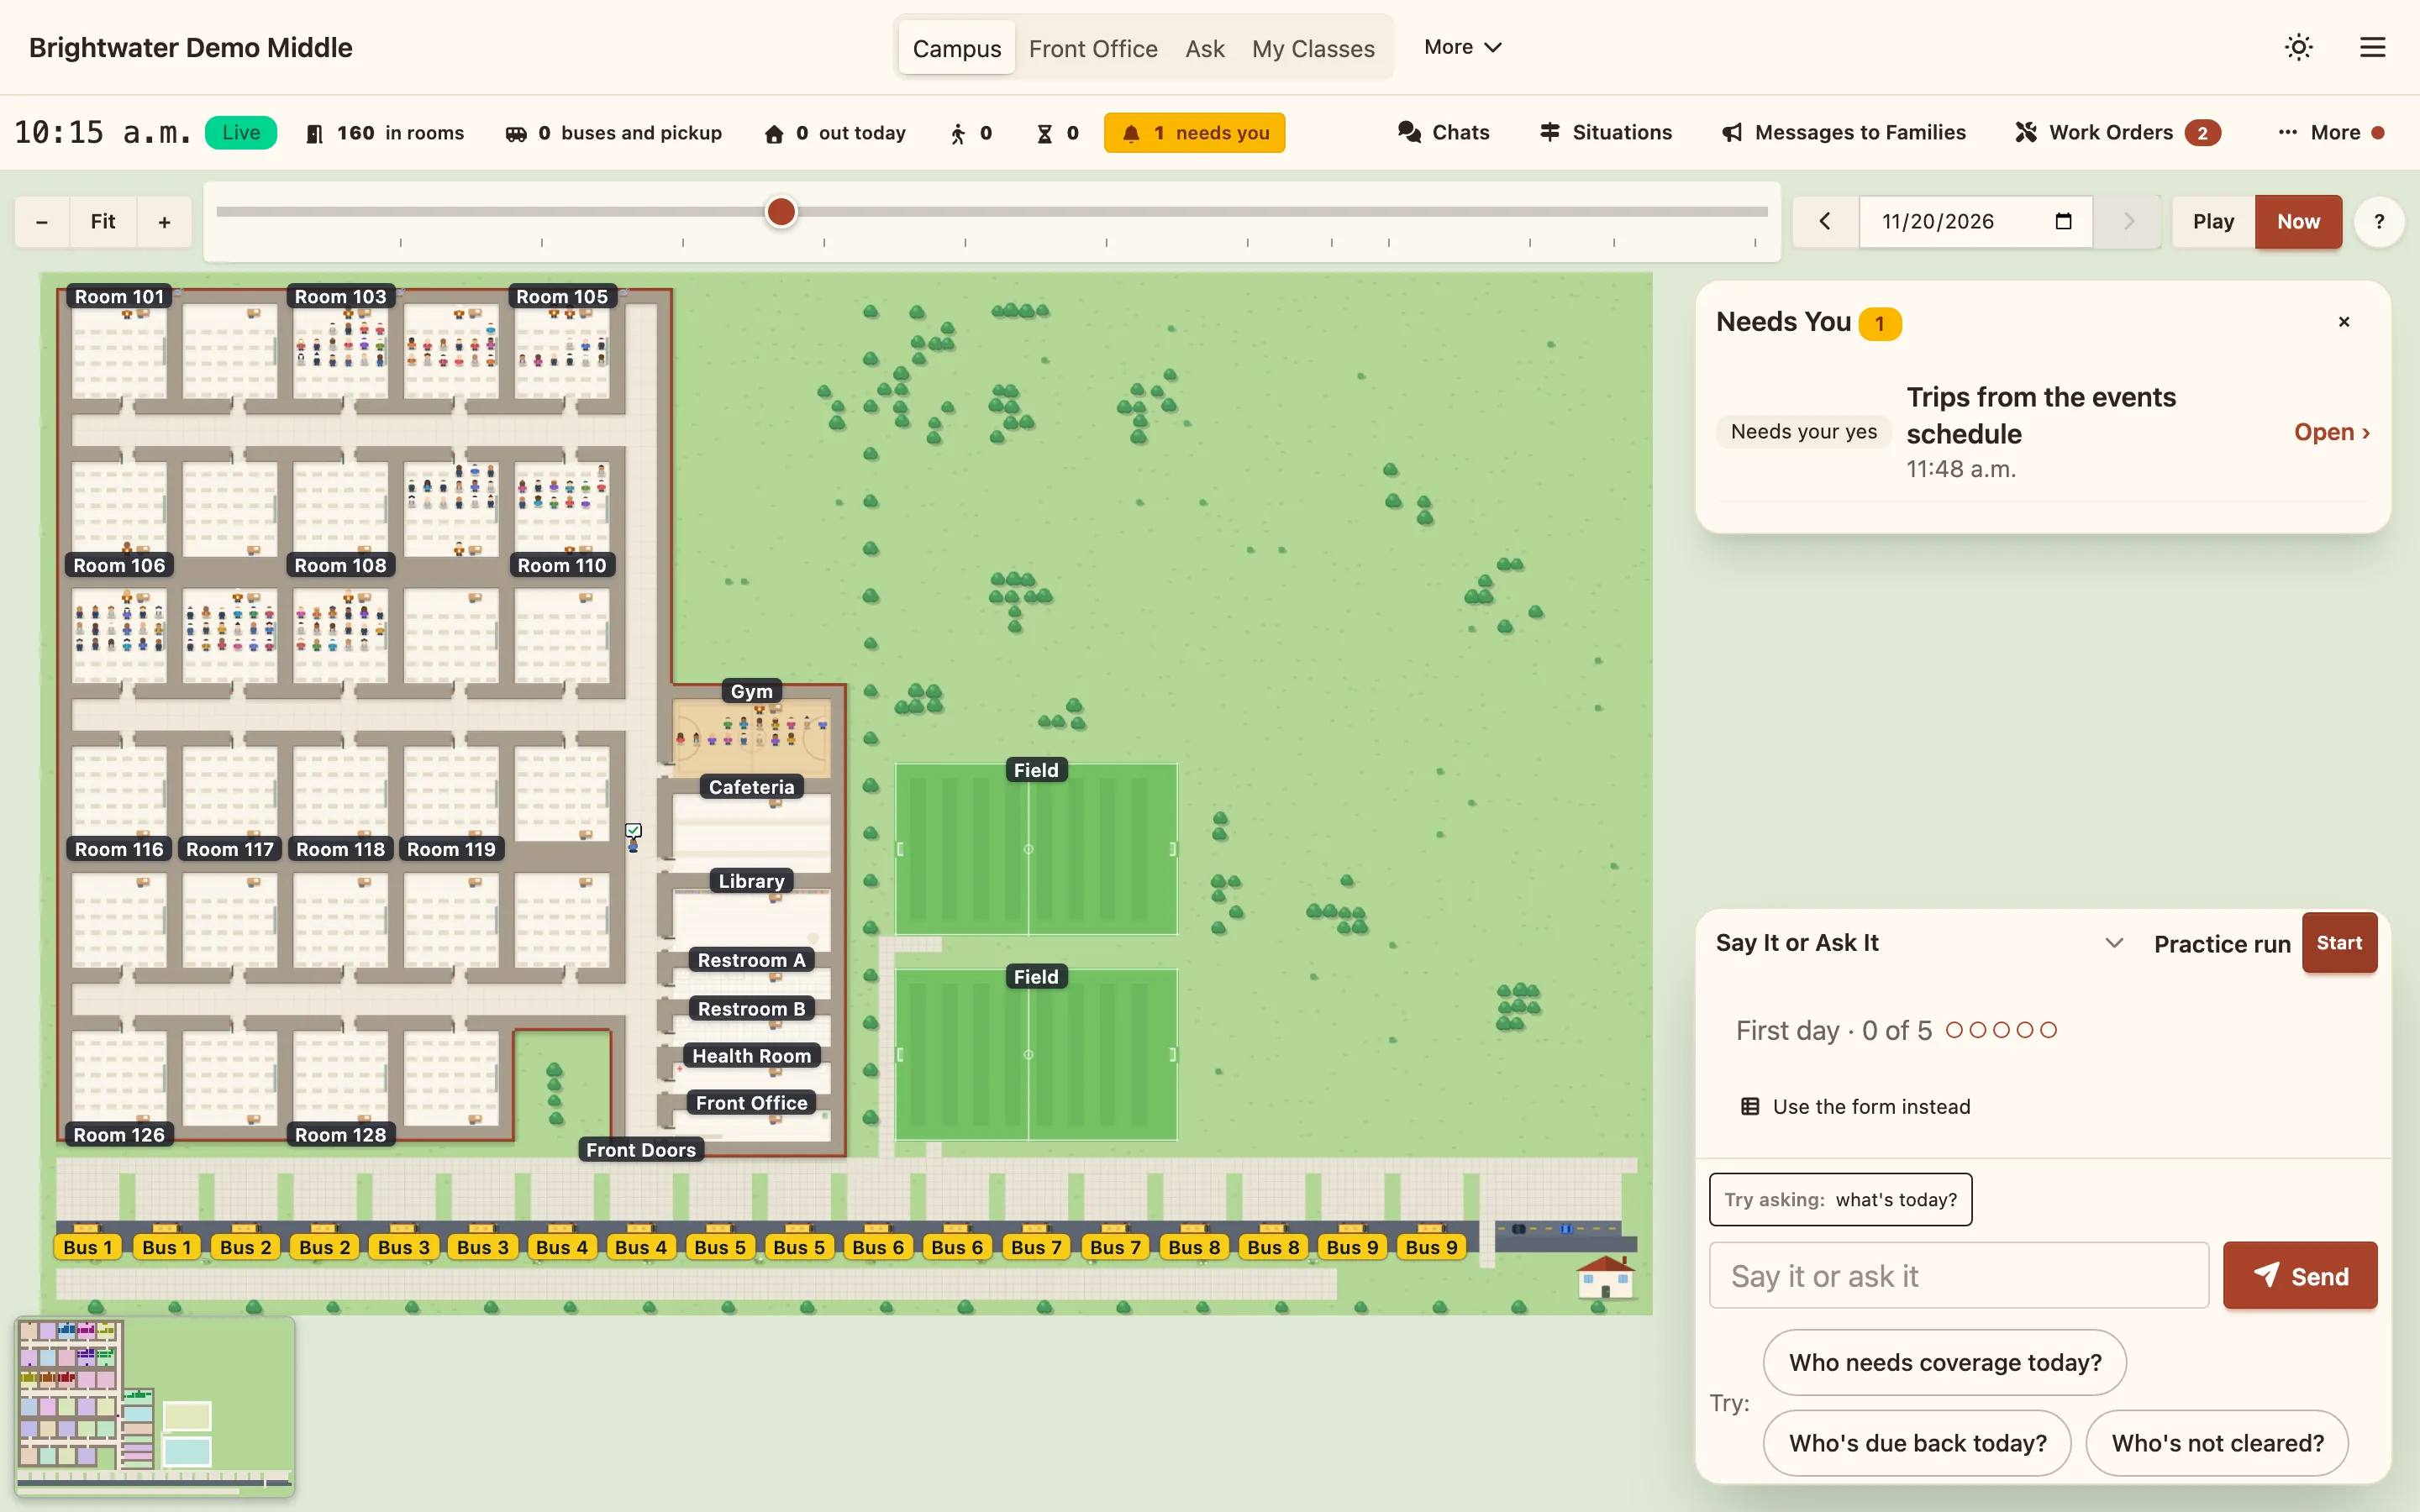 Brightwater Demo Middle
Campus
Front Office
Ask
My Classes
More
10:15 a.m.
Live
160 in rooms
0 buses and pickup
0 out today
0
0
1 needs you
Chats
Situations
Messages to Families
Work Orders 2
More
− Fit +
11/20/2026
Play
Now
?
Room 101
Room 103
Room 105
Room 106
Room 108
Room 110
Gym
Cafeteria
Room 116
Room 117
Room 118
Room 119
Library
Restroom A
Restroom B
Health Room
Front Office
Room 126
Room 128
Front Doors
Field
Field
Bus 1
Bus 1
Bus 2
Bus 2
Bus 3
Bus 3
Bus 4
Bus 4
Bus 5
Bus 5
Bus 6
Bus 6
Bus 7
Bus 7
Bus 8
Bus 8
Bus 9
Bus 9
Needs You 1
×
Needs your yes
Trips from the events
schedule
11:48 a.m.
Open ›
Say It or Ask It
Practice run
Start
First day · 0 of 5
Use the form instead
Try asking: what's today?
Say it or ask it
Send
Try:
Who needs coverage today?
Who's due back today?
Who's not cleared?